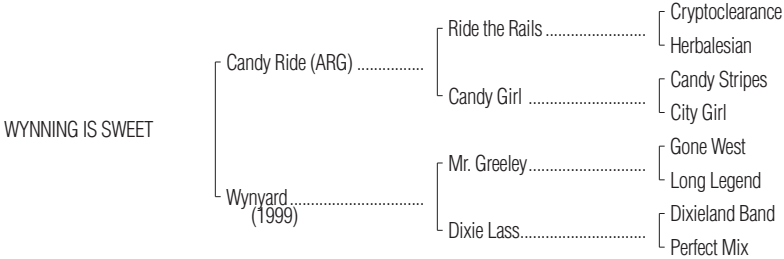 Cryptoclearance
Ride the Rails ..........................
Herbalesian
Candy Ride (ARG) .................
Candy Stripes
Candy Girl ..............................
City Girl
WYNNING IS SWEET
Gone West
Mr. Greeley..............................
Long Legend
Wynyard...................................
(1999)
Dixieland Band
Dixie Lass................................
Perfect Mix